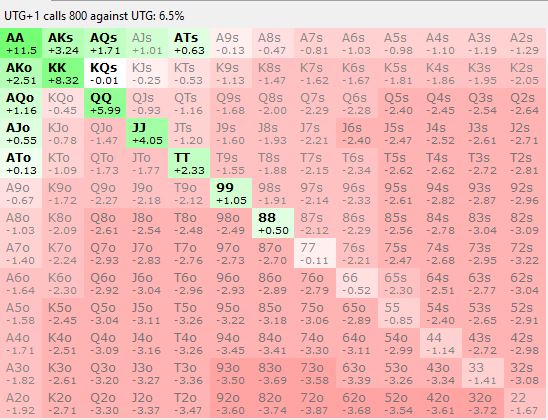 UTG+1 calls 800 against UTG: 6.5%
AA AKs AQs AJs ATs A9s A8s A7s A6s A5s A4s A3s A2s
+11.5 +3.24 +1.71 +1.01 +0.63 -0.13 -0.47 -0.81 -1.03 -0.98 -1.10 -1.19 -1.29
AKo KK KQs KJs KTs K9s K8s K7s K6s K5s K4s K3s K2s
+2.51 +8.32 -0.01 -0.25 -0.53 -1.13 -1.47 -1.62 -1.67 -1.81 -1.86 -1.95 -2.05
AQo KQo QQ QJs QTs Q9s Q8s Q7s Q6s Q5s Q4s Q3s Q2s
+1.16 -0.45 +5.99 -0.93 -1.16 -1.68 -2.00 -2.29 -2.28 -2.40 -2.45 -2.54 -2.64
AJo KJo QJo JJ JTs J9s J8s J7s J6s J5s J4s J3s J2s
+0.55 -0.78 -1.47 +4.05 -1.20 -1.60 -1.93 -2.21 -2.40 -2.47 -2.52 -2.61 -2.71
ATo KTo QTo JTo TT T9s T8s T7s T6s T5s T4s T3s T2s
+0.13 -1.09 -1.73 -1.77 +2.33 -1.55 -1.88 -2.15 -2.34 -2.62 -2.62 -2.72 -2.81
A9o K9o Q9o J9o T9o 99 98s 97s 96s 95s 94s 93s 92s
-0.67 -1.72 -2.27 -2.18 -2.12 +1.05 -1.91 -2.14 -2.33 -2.61 -2.82 -2.87 -2.96
A8o K8o Q8o J8o T8o 98o 88 87s 86s 85s 84s 83s 82s
-1.03 -2.09 -2.61 -2.54 -2.48 -2.49 +0.50 -2.12 -2.29 -2.56 -2.78 -3.04 -3.09
A7o K7o Q7o J7o T7o 97o 87o 77 76s 75s 74s 73s 72s
-1.40 -2.24 -2.93 -2.83 -2.76 -2.73 -2.70 -0.11 -2.21 -2.47 -2.68 -2.95 -3.22
A6o K6o Q6o J6o T6o 96o 86o 76o 66 65s 64s 63s 62s
-1.64 -2.30 -2.92 -3.04 -2.96 -2.93 -2.89 -2.79 -0.52 -2.30 -2.51 -2.77 -3.04
A5o K5o Q5o J5o T5o 95o 85o 75o 65o 55 54s 53s 52s
-1.58 -2.45 -3.04 -3.11 -3.26 -3.22 -3.18 -3.06 -2.89 -0.85 -2.40 -2.65 -2.91
A4o K4o Q4o J4o T4o 94o 84o 74o 64o 54o 44 43s 42s
-1.71 -2.51 -3.09 -3.16 -3.26 -3.45 -3.41 -3.30 -3.11 -2.99 -1.14 -2.72 -2.98
A3o K3o Q3o J3o T3o 93o 83o 73o 63o 53o 43o 33 32s
-1.82 -2.61 -3.20 -3.27 -3.36 -3.50 -3.69 -3.58 -3.39 -3.26 -3.34 -1.41 -3.08
A2o K2o Q2o J2o T2o 92o 82o 72o 62o 52o 42o 32o 22
-1.92 -2.71 -3.30 -3.37 -3.47 -3.60 -3.74 -3.87 -3.68 -3.54 -3.61 -3.72 -1.67